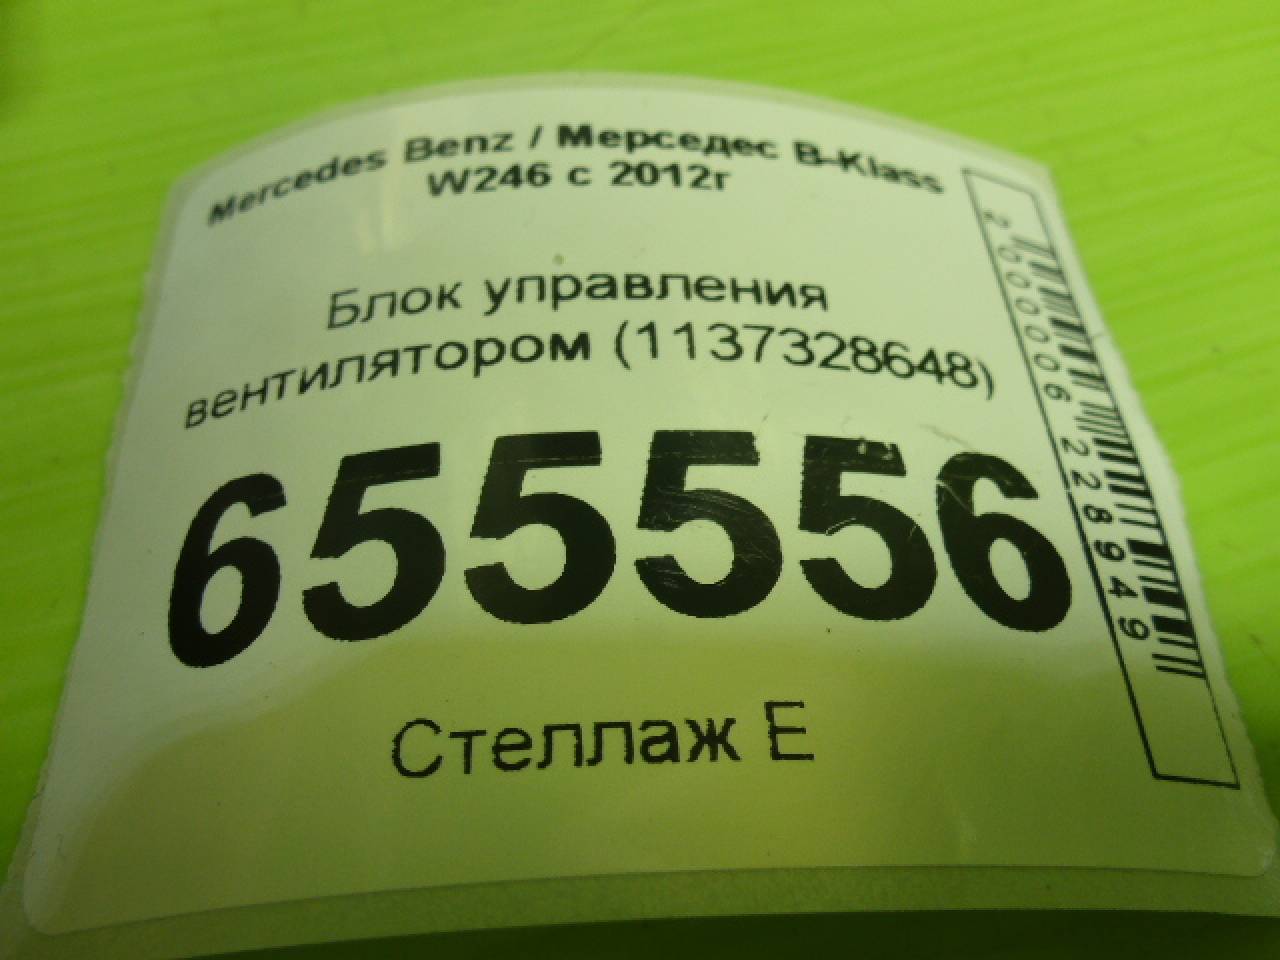 Mercedes Benz / Мерседес B-Klass
W246 с 2012г
Блок управления
вентилятором (1137328648)
655556
Стеллаж Е
2000006228949